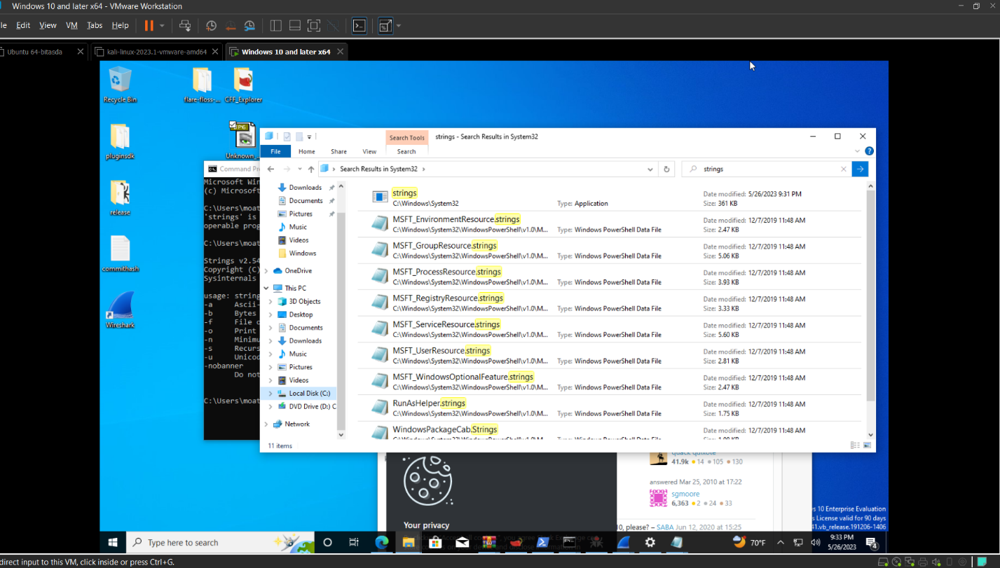 Windows 10 and later x64 - VMware Workstation
le Edit View VM Tabs Help
Ubuntu 64-bitasda
kali-linux-2023.1-vmware-amd64
Windows 10 and later x64
Recycle Bin
flare-floss-...
CFF_Explorer
pluginsdk
JPG
Unknown_
release
commithash
Wireshark
Command Pr
Microsoft Win
(c) Microsoft
C:\Users\moat
'strings' is
operable prog
C:\Users\moat
Strings v2.54
Copyright (C)
Sysinternals
usage: string
-a Ascii-
-b Bytes
-f File o
-o Print
-n Minimu
-s Recurs
-u Unicod
-nobanner
Do not
C:\Users\moat
Search Tools
strings - Search Results in System32
File Home Share View Search
Search Results in System32
strings
Downloads
Documents
Pictures
Music
Videos
Windows
OneDrive
This PC
3D Objects
Desktop
Documents
Downloads
Music
Pictures
Videos
Local Disk (C:)
DVD Drive (D:) C
Network
11 items
strings
C:\Windows\System32
Type: Application
Date modified: 5/26/2023 9:31 PM
Size: 361 KB
MSFT_EnvironmentResource.strings
C:\Windows\System32\WindowsPowerShell\v1.0\M...
Type: Windows PowerShell Data File
Date modified: 12/7/2019 11:48 AM
Size: 2.47 KB
MSFT_GroupResource.strings
C:\Windows\System32\WindowsPowerShell\v1.0\M...
Type: Windows PowerShell Data File
Date modified: 12/7/2019 11:48 AM
Size: 5.06 KB
MSFT_ProcessResource.strings
C:\Windows\System32\WindowsPowerShell\v1.0\M...
Type: Windows PowerShell Data File
Date modified: 12/7/2019 11:48 AM
Size: 3.93 KB
MSFT_RegistryResource.strings
C:\Windows\System32\WindowsPowerShell\v1.0\M...
Type: Windows PowerShell Data File
Date modified: 12/7/2019 11:48 AM
Size: 3.33 KB
MSFT_ServiceResource.strings
C:\Windows\System32\WindowsPowerShell\v1.0\M...
Type: Windows PowerShell Data File
Date modified: 12/7/2019 11:48 AM
Size: 5.60 KB
MSFT_UserResource.strings
C:\Windows\System32\WindowsPowerShell\v1.0\M...
Type: Windows PowerShell Data File
Date modified: 12/7/2019 11:48 AM
Size: 2.81 KB
MSFT_WindowsOptionalFeature.strings
C:\Windows\System32\WindowsPowerShell\v1.0\M...
Type: Windows PowerShell Data File
Date modified: 12/7/2019 11:48 AM
Size: 2.47 KB
RunAsHelper.strings
C:\Windows\System32\WindowsPowerShell\v1.0\M...
Type: Windows PowerShell Data File
Date modified: 12/7/2019 11:48 AM
Size: 1.75 KB
WindowsPackageCab.Strings
Date modified: 12/7/2019 11:48 AM
41.9k 14 105 130
answered Mar 25, 2010 at 17:22
sgmoore
6,363 2 24 33
Your privacy
10, please? – SABA Jun 12, 2020 at 15:25
s 10 Enterprise Evaluation
s License valid for 90 days
41.vb_release.191206-1406
Type here to search
70°F
9:33 PM
5/26/2023
4
direct input to this VM, click inside or press Ctrl+G.